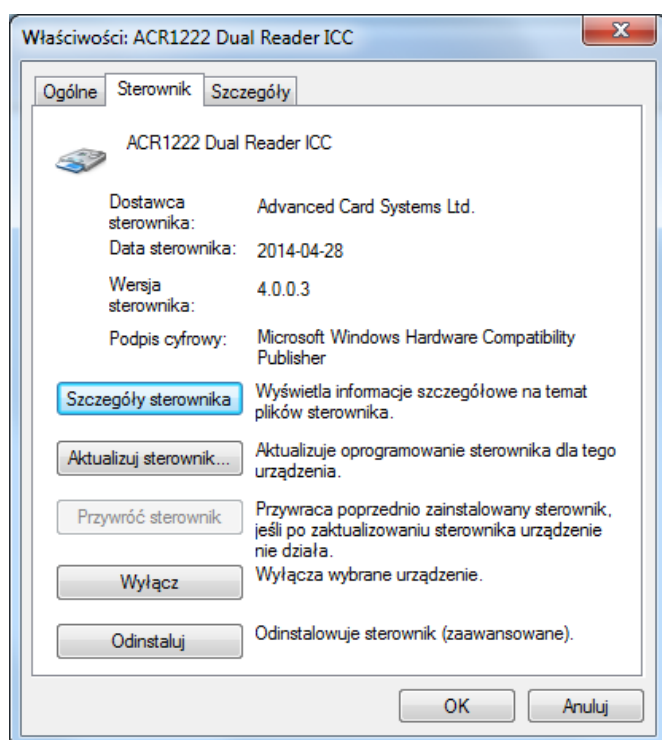 Właściwości: ACR1222 Dual Reader ICC
Ogólne Sterownik Szczegóły
ACR1222 Dual Reader ICC
Dostawca
sterownika:
Advanced Card Systems Ltd.
Data sterownika: 2014-04-28
Wersja
sterownika:
4.0.0.3
Podpis cyfrowy: Microsoft Windows Hardware Compatibility
Publisher
Szczegóły sterownika
Wyświetla informacje szczegółowe na temat
plików sterownika.
Aktualizuj sterownik...
Aktualizuje oprogramowanie sterownika dla tego
urządzenia.
Przywróć sterownik
Przywraca poprzednio zainstalowany sterownik,
jeśli po zaktualizowaniu sterownika urządzenie
nie działa.
Wyłącz
Wyłącza wybrane urządzenie.
Odinstaluj
Odinstalowuje sterownik (zaawansowane).
OK Anuluj